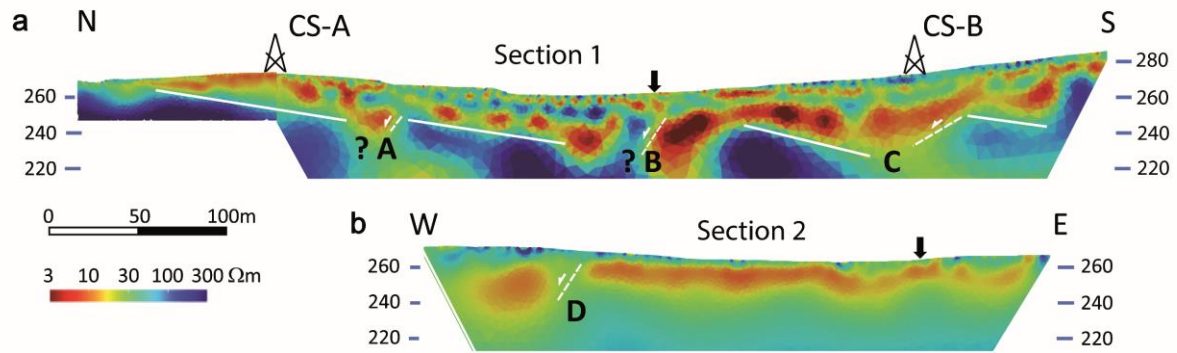 a N CS-A Section 1 CS-B S
280
260 260
240 240
? A ? B C
220 220
0 50 100m
b W Section 2 E
3 10 30 100 300 Ωm
260 260
240 240
D
220 220